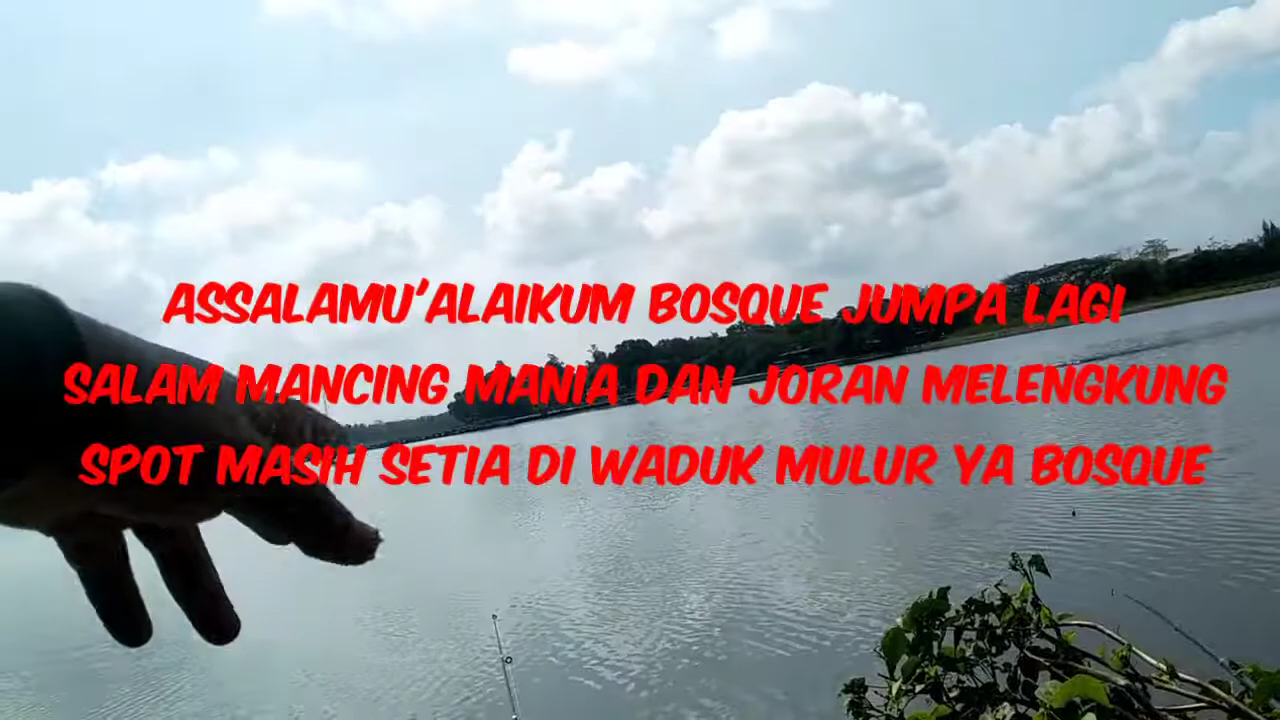 ASSALAMU'ALAIKUM BOSQUE JUMPA LAGI
SALAM MANCING MANIA DAN JORAN MELENGKUNG
SPOT MASIH SETIA DI WADUK MULUR YA BOSQUE